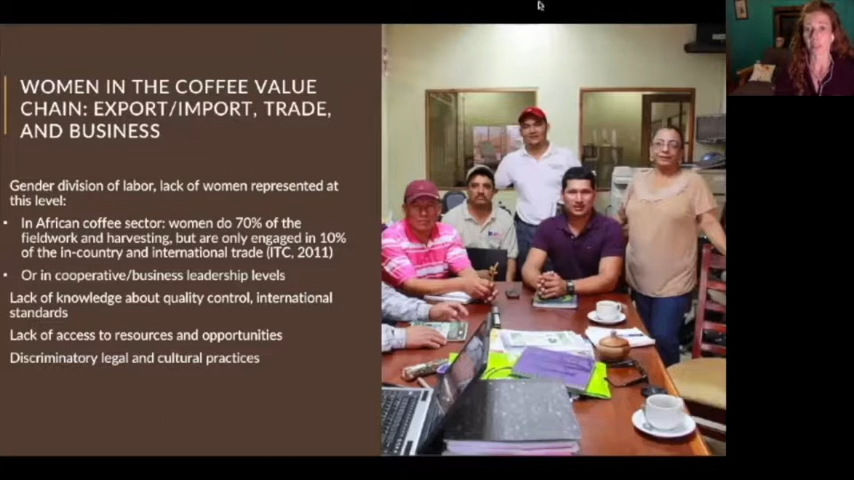 WOMEN IN THE COFFEE VALUE
CHAIN: EXPORT/IMPORT, TRADE,
AND BUSINESS
Gender division of labor, lack of women represented at
this level:
• In African coffee sector: women do 70% of the
fieldwork and harvesting, but are only engaged in 10%
of the in-country and international trade (ITC, 2011)
• Or in cooperative/business leadership levels
Lack of knowledge about quality control, international
standards
Lack of access to resources and opportunities
Discriminatory legal and cultural practices